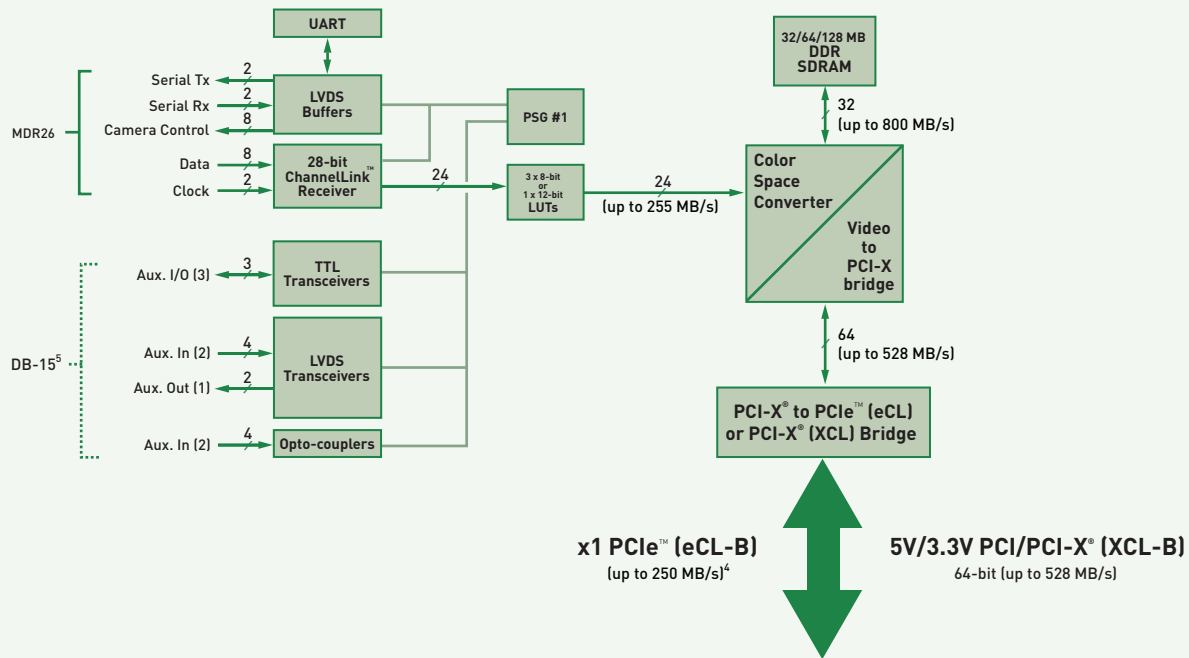 UART
MDR26
Serial Tx
2
Serial Rx
2
Camera Control
8
LVDS
Buffers
Data
8
Clock
2
28-bit
ChannelLink™
Receiver
24
PSG #1
3 x 8-bit
or
1 x 12-bit
LUTs
24
(up to 255 MB/s)
32/64/128 MB
DDR
SDRAM
32
(up to 800 MB/s)
Color
Space
Converter
Video
to
PCI-X
bridge
DB-15⁵
Aux. I/O (3)
3
TTL
Transceivers
Aux. In (2)
4
Aux. Out (1)
2
LVDS
Transceivers
Aux. In (2)
4
Opto-couplers
64
(up to 528 MB/s)
PCI-X® to PCIe™ (eCL)
or PCI-X® (XCL) Bridge
x1 PCIe™ (eCL-B)
(up to 250 MB/s)⁴
5V/3.3V PCI/PCI-X® (XCL-B)
64-bit (up to 528 MB/s)